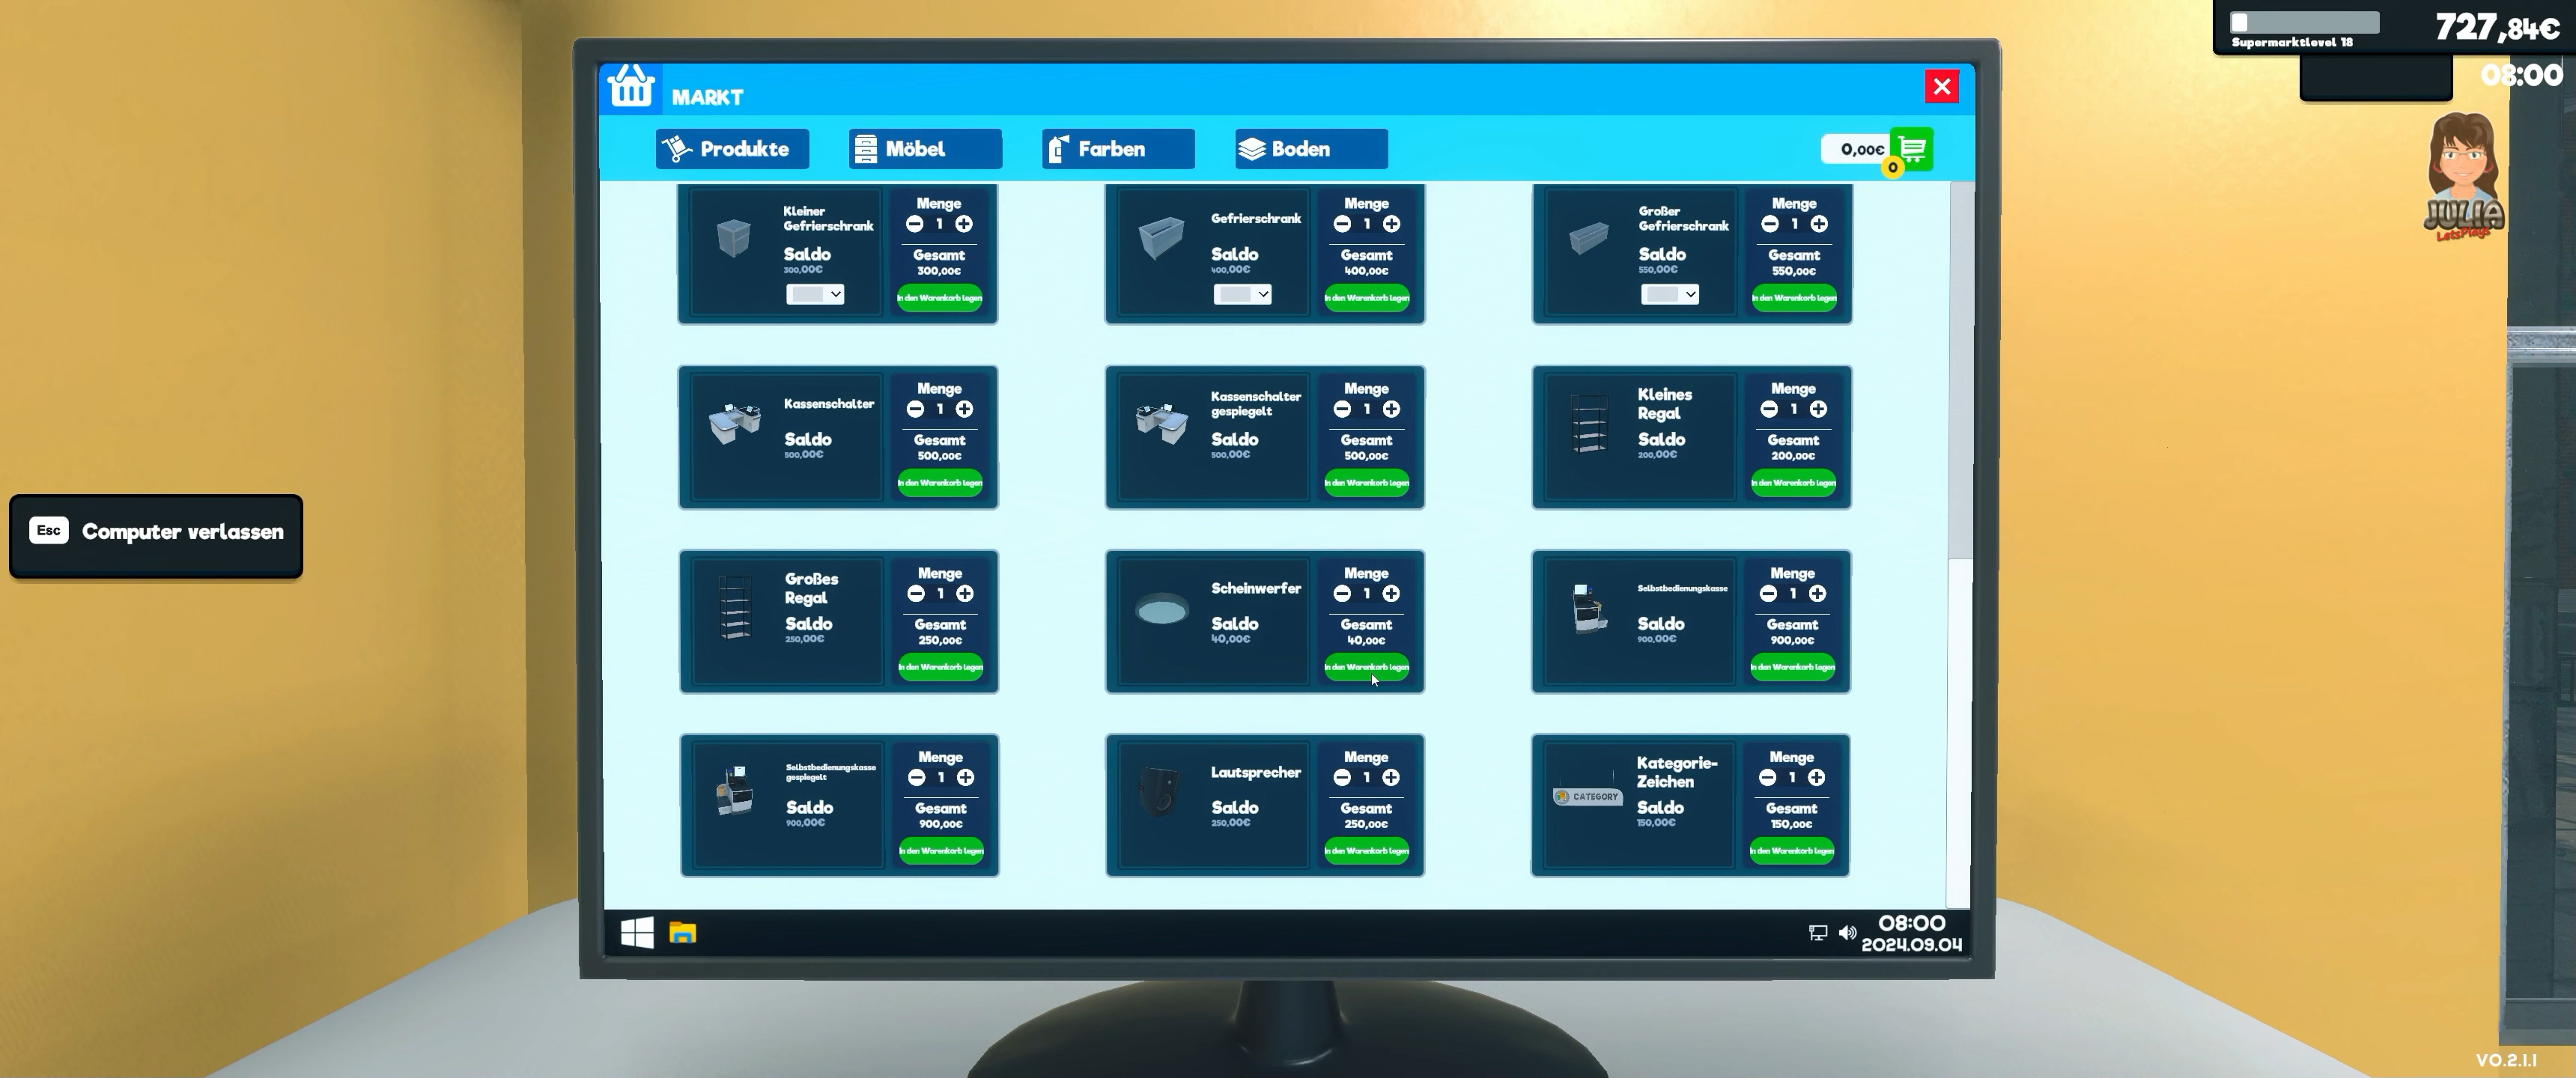 727,84€
Supermarktlevel 18
08:00
JULIA
LetsPlays
MARKT
Produkte
Möbel
Farben
Boden
0,00€
0
Kleiner
Gefrierschrank
Saldo
300,00€
Menge
1
Gesamt
300,00€
In den Warenkorb legen
Gefrierschrank
Saldo
400,00€
Menge
1
Gesamt
400,00€
In den Warenkorb legen
Großer
Gefrierschrank
Saldo
550,00€
Menge
1
Gesamt
550,00€
In den Warenkorb legen
Kassenschalter
Saldo
500,00€
Menge
1
Gesamt
500,00€
In den Warenkorb legen
Kassenschalter
gespiegelt
Saldo
500,00€
Menge
1
Gesamt
500,00€
In den Warenkorb legen
Kleines
Regal
Saldo
200,00€
Menge
1
Gesamt
200,00€
In den Warenkorb legen
Esc Computer verlassen
Großes
Regal
Saldo
250,00€
Menge
1
Gesamt
250,00€
In den Warenkorb legen
Scheinwerfer
Saldo
40,00€
Menge
1
Gesamt
40,00€
In den Warenkorb legen
Selbstbedienungskasse
Saldo
900,00€
Menge
1
Gesamt
900,00€
In den Warenkorb legen
Selbstbedienungskasse
gespiegelt
Saldo
900,00€
Menge
1
Gesamt
900,00€
In den Warenkorb legen
Lautsprecher
Saldo
250,00€
Menge
1
Gesamt
250,00€
In den Warenkorb legen
CATEGORY
Kategorie-
Zeichen
Saldo
150,00€
Menge
1
Gesamt
150,00€
In den Warenkorb legen
08:00
2024.09.04
V0.2.1.1